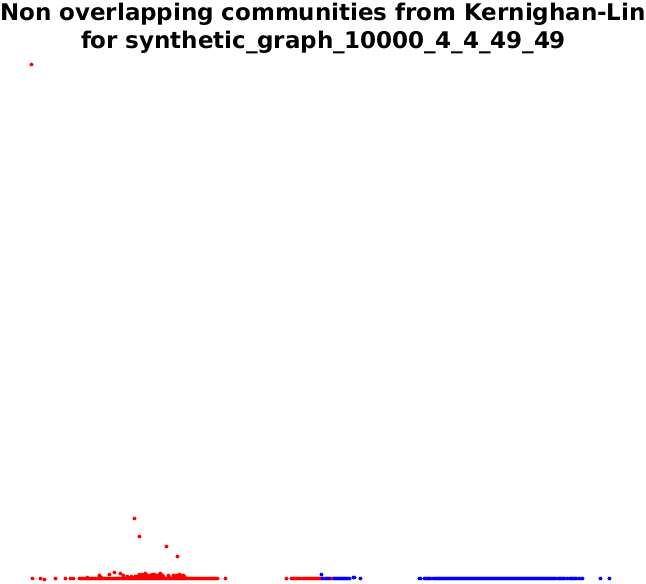 Non overlapping communities from Kernighan-Lin
for synthetic_graph_10000_4_4_49_49